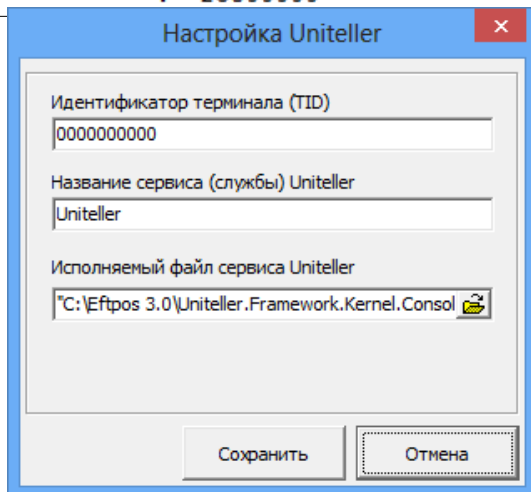 Настройка Uniteller
Идентификатор терминала (TID)
0000000000
Название сервиса (службы) Uniteller
Uniteller
Исполняемый файл сервиса Uniteller
"C:\Eftpos 3.0\Uniteller.Framework.Kernel.Consol
Сохранить
Отмена